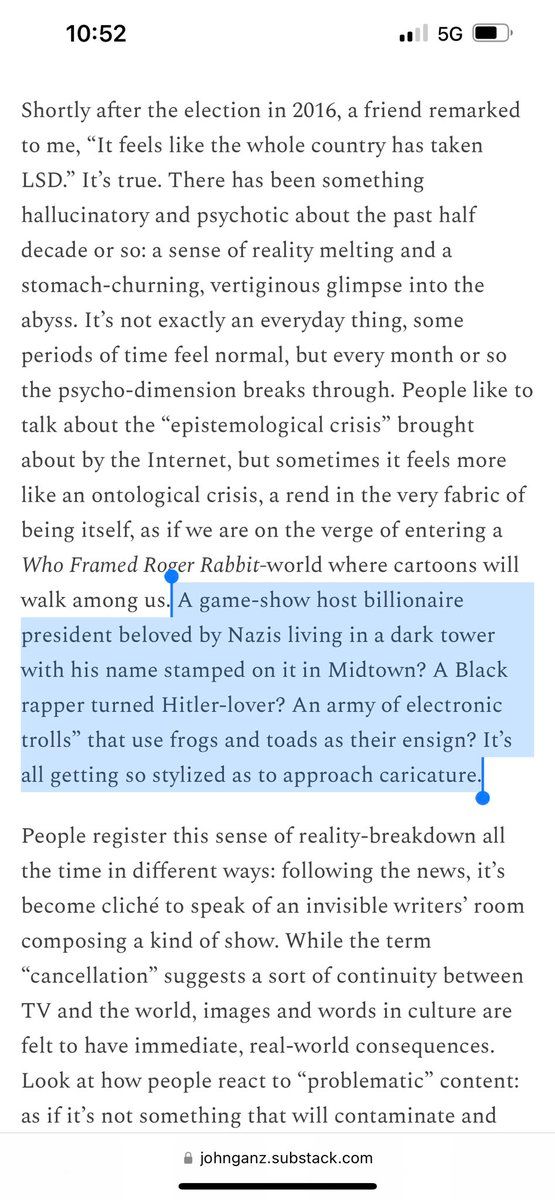 10:52
5G
Shortly after the election in 2016, a friend remarked
to me, “It feels like the whole country has taken
LSD.” It’s true. There has been something
hallucinatory and psychotic about the past half
decade or so: a sense of reality melting and a
stomach-churning, vertiginous glimpse into the
abyss. It’s not exactly an everyday thing, some
periods of time feel normal, but every month or so
the psycho-dimension breaks through. People like to
talk about the “epistemological crisis” brought
about by the Internet, but sometimes it feels more
like an ontological crisis, a rend in the very fabric of
being itself, as if we are on the verge of entering a
Who Framed Roger Rabbit-world where cartoons will
walk among us. A game-show host billionaire
president beloved by Nazis living in a dark tower
with his name stamped on it in Midtown? A Black
rapper turned Hitler-lover? An army of electronic
trolls” that use frogs and toads as their ensign? It’s
all getting so stylized as to approach caricature.
People register this sense of reality-breakdown all
the time in different ways: following the news, it’s
become cliché to speak of an invisible writers’ room
composing a kind of show. While the term
“cancellation” suggests a sort of continuity between
TV and the world, images and words in culture are
felt to have immediate, real-world consequences.
Look at how people react to “problematic” content:
as if it’s not something that will contaminate and
johnganz.substack.com